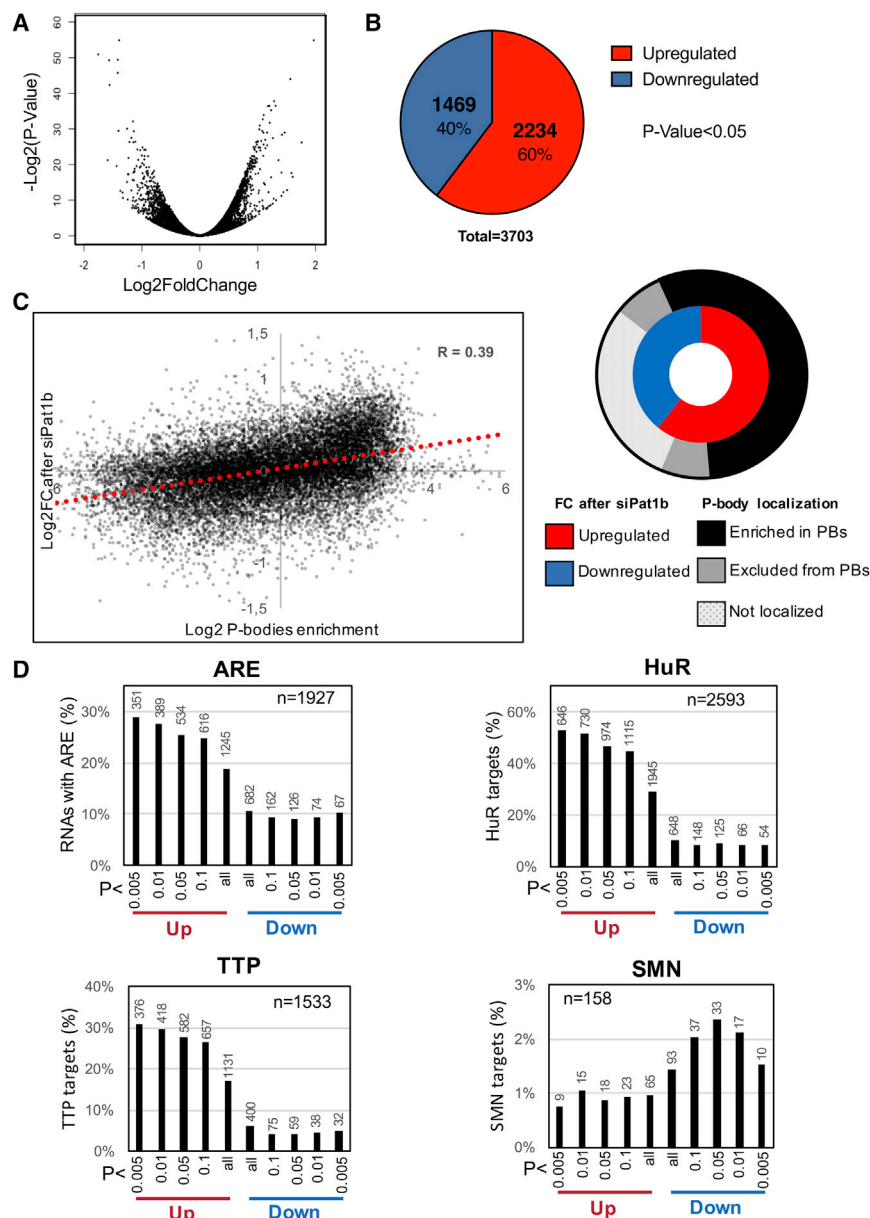 A
-Log2(P-Value)
60
50
40
30
20
10
0
-2
-1
0
1
2
Log2FoldChange
B
1469
40%
2234
60%
Total=3703
Upregulated
Downregulated
P-Value<0.05
C
Log2FC after siPat1b
1,5
1
0
-1
-1,5
4
6
R = 0.39
Log2 P-bodies enrichment
FC after siPat1b
Upregulated
Downregulated
P-body localization
Enriched in PBs
Excluded from PBs
Not localized
D
ARE
n=1927
RNAs with ARE (%)
30%
20%
10%
0%
351
389
534
616
1245
682
162
126
74
67
P<
0.005
0.01
0.05
0.1
all
all
0.1
0.05
0.01
0.005
Up
Down
HuR
n=2593
HuR targets (%)
60%
40%
20%
0%
646
730
974
1115
1945
648
148
125
66
54
P<
0.005
0.01
0.05
0.1
all
all
0.1
0.05
0.01
0.005
Up
Down
TTP
n=1533
TTP targets (%)
40%
30%
20%
10%
0%
376
418
582
657
1131
400
75
59
38
32
P<
0.005
0.01
0.05
0.1
all
all
0.1
0.05
0.01
0.005
Up
Down
SMN
n=158
SMN targets (%)
3%
2%
1%
0%
9
15
18
23
65
93
37
33
17
10
P<
0.005
0.01
0.05
0.1
all
all
0.1
0.05
0.01
0.005
Up
Down